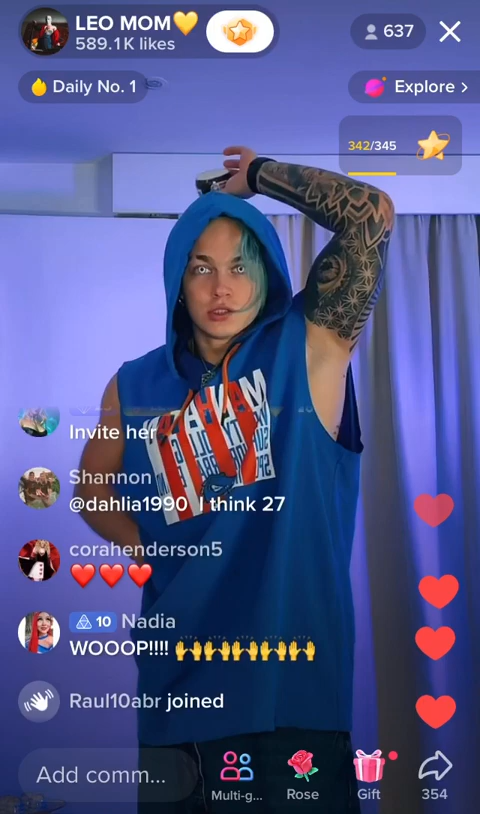 LEO MOM💛
589.1K likes
637
Daily No. 1
Explore >
342/345
Invite her
Shannon
@dahlia1990 I think 27
corahenderson5
❤️❤️❤️
10 Nadia
WOOOP!!!! 🙌🙌🙌🙌🙌🙌
Raul10abr joined
Add comm...
Multi-g...
Rose
Gift
354